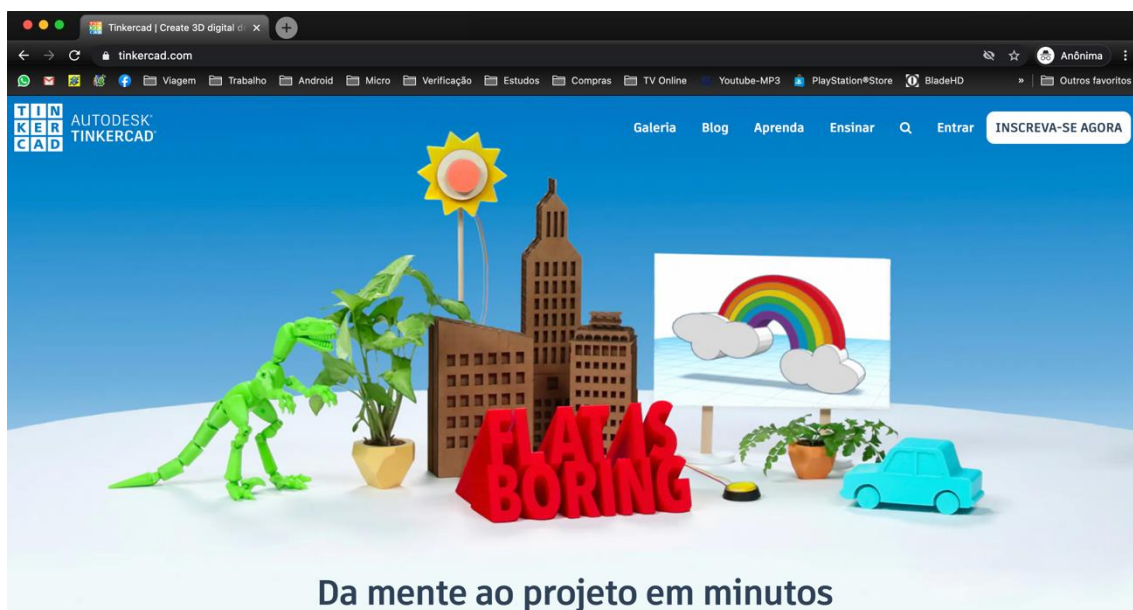 Tinkercad | Create 3D digital d
tinkercad.com
Anônima
Viagem Trabalho Android Micro Verificação Estudos Compras TV Online Youtube-MP3 PlayStation®Store BladeHD » Outros favoritos
TIN
KER
CAD
AUTODESK®
TINKERCAD®
Galeria Blog Aprenda Ensinar Entrar INSCREVA-SE AGORA
FLAT IS
BORING
Da mente ao projeto em minutos